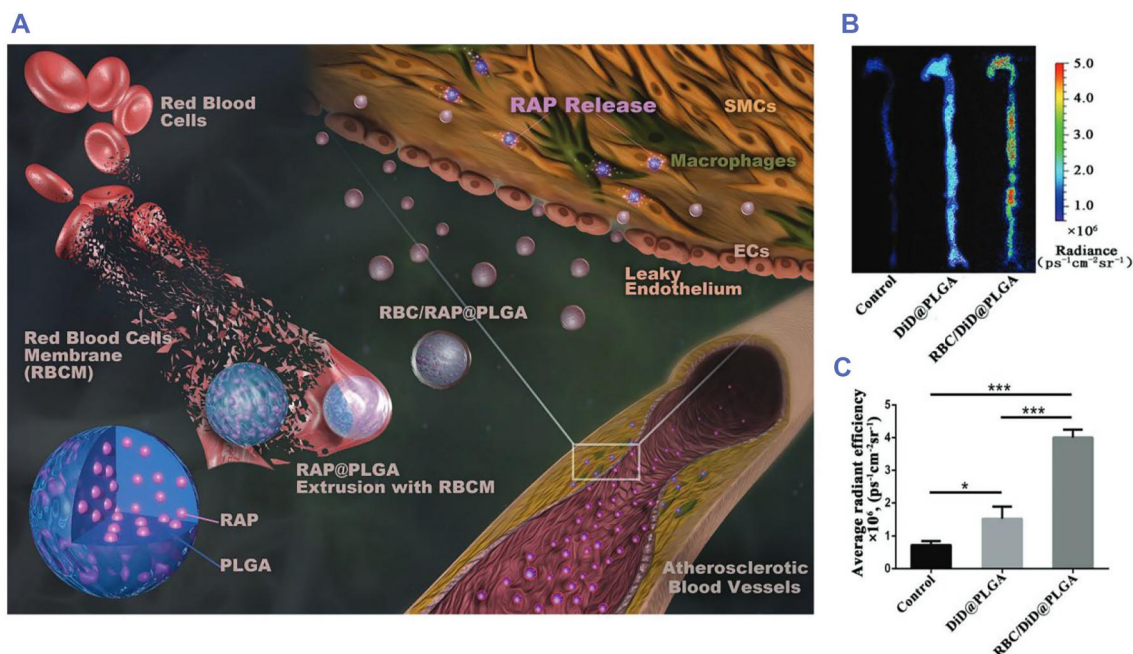 A
Red Blood
Cells
Red Blood Cells
Membrane
(RBCM)
RAP@PLGA
Extrusion with RBCM
RAP
PLGA
RBC/RAP@PLGA
RAP Release
SMCs
Macrophages
ECs
Leaky
Endothelium
Atherosclerotic
Blood Vessels
B
5.0
4.0
3.0
2.0
1.0
×10⁶
Radiance
(ps⁻¹cm⁻²sr⁻¹)
Control
DiD@PLGA
RBC/DiD@PLGA
C
Average radiant efficiency
×10⁶, (ps⁻¹cm⁻²sr⁻¹)
5
4
3
2
1
0
***
***
*
Control
DiD@PLGA
RBC/DiD@PLGA